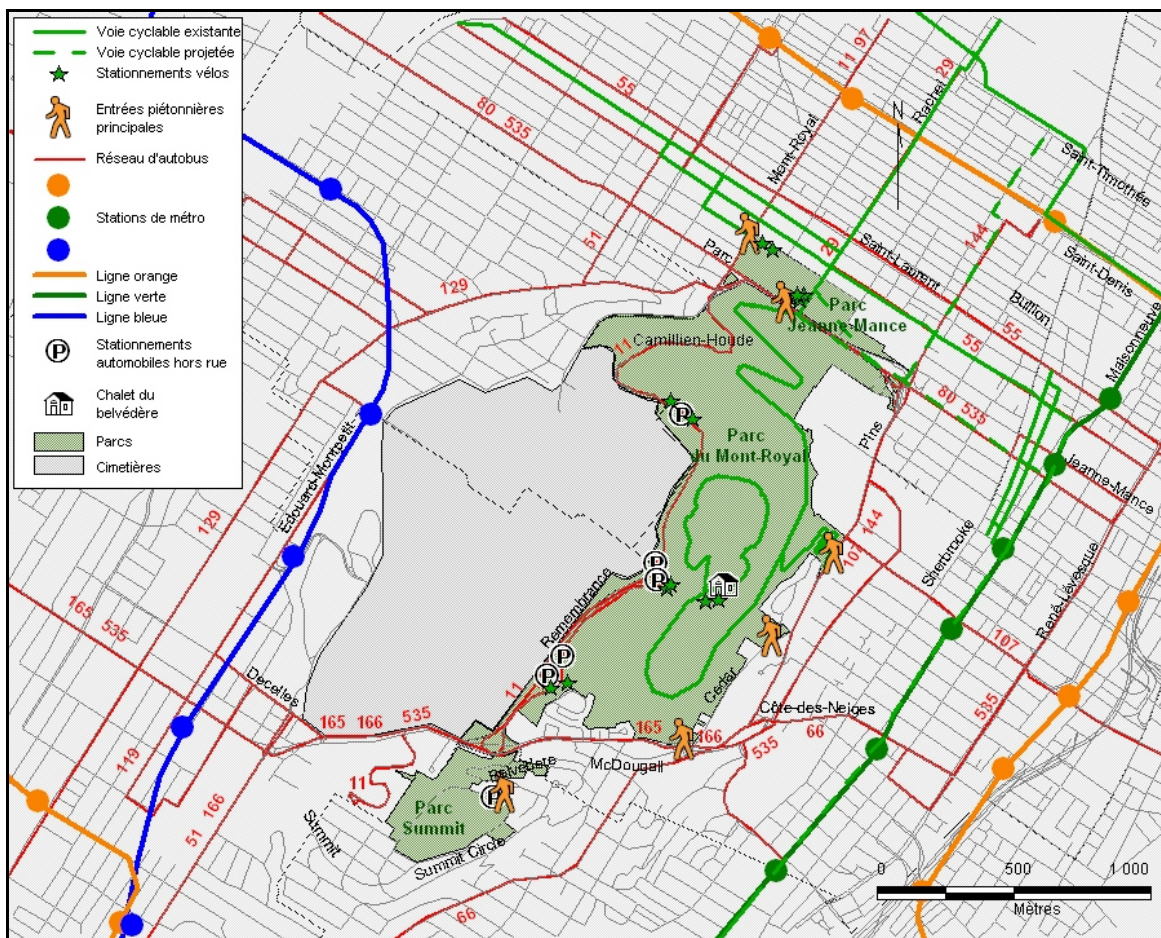 Voie cyclable existante
Voie cyclable projetée
Stationnements vélos
Entrées piétonnières
principales
Réseau d'autobus
Stations de métro
Ligne orange
Ligne verte
Ligne bleue
Stationnements
automobiles hors rue
P
Chalet du
belvédère
Parcs
Cimetières
55
80 535
11 97
Mont-Royal
29
Rachel
N
Saint-Timothée
51
Parc
29
Saint-Laurent
144
Saint-Denis
129
Parc
Jeanne-Mance
Bullion
55
Maisonneuve
Camillien-Houde
11
55
80 535
P
Parc
du Mont-Royal
Pins
Jeanne-Mance
Édouard-Montpetit
129
144
107
Sherbrooke
René-Lévesque
P
P
Remembrance
165
535
107
P
P
11
Cedar
Decelles
Côte-des-Neiges
165 166 535
165
166
66
535
535
119
11
Belvédère
McDougall
P
51 166
Parc
Summit
Summit
Summit Circle
66
0 500 1 000
Mètres